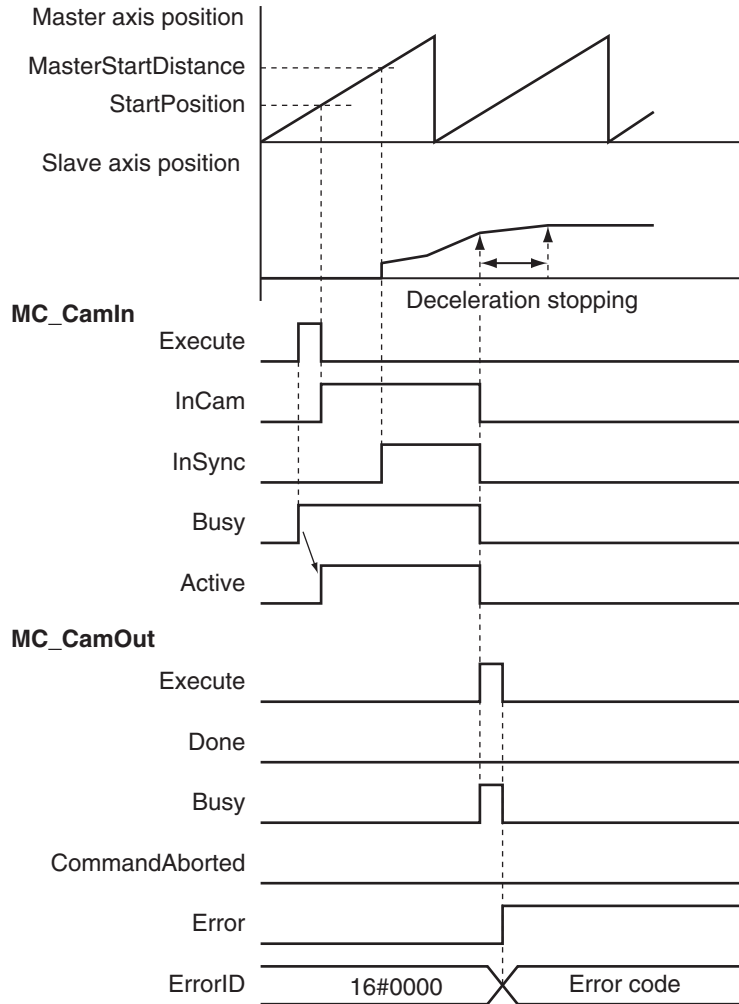 Master axis position
MasterStartDistance
StartPosition
Slave axis position
Deceleration stopping
MC_CamIn
Execute
InCam
InSync
Busy
Active
MC_CamOut
Execute
Done
Busy
CommandAborted
Error
ErrorID
16#0000
Error code